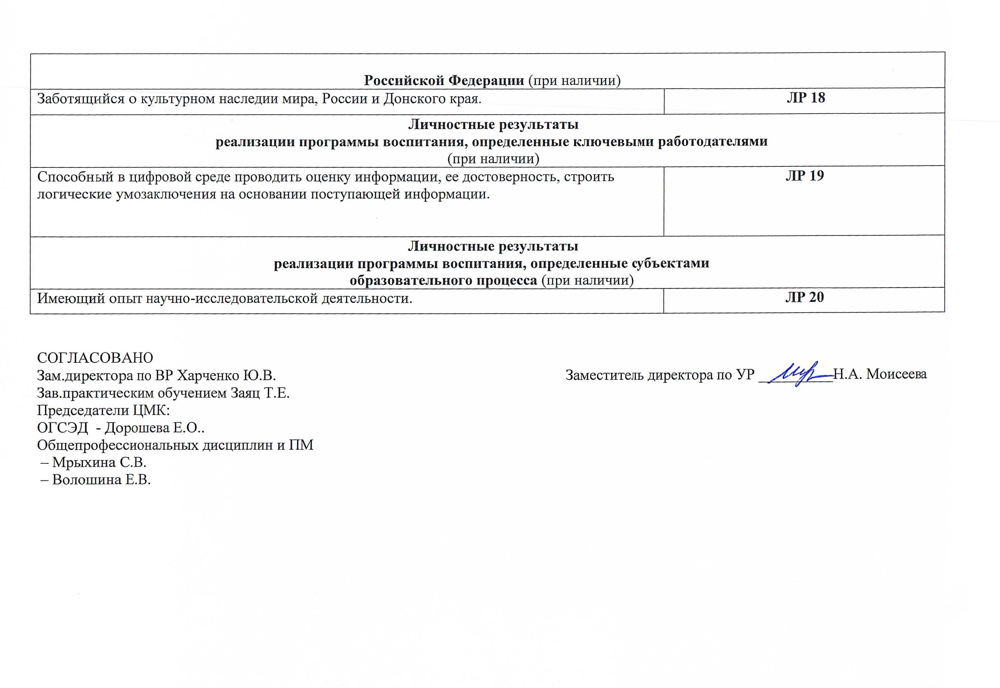 Российской Федерации (при наличии)
Заботящийся о культурном наследии мира, России и Донского края.
ЛР 18
Личностные результаты
реализации программы воспитания, определенные ключевыми работодателями
(при наличии)
Способный в цифровой среде проводить оценку информации, ее достоверность, строить
логические умозаключения на основании поступающей информации.
ЛР 19
Личностные результаты
реализации программы воспитания, определенные субъектами
образовательного процесса (при наличии)
Имеющий опыт научно-исследовательской деятельности.
ЛР 20
СОГЛАСОВАНО
Зам.директора по ВР Харченко Ю.В.
Заместитель директора по УР __________Н.А. Моисеева
Зав.практическим обучением Заяц Т.Е.
Председатели ЦМК:
ОГСЭД - Дорошева Е.О..
Общепрофессиональных дисциплин и ПМ
– Мрыхина С.В.
– Волошина Е.В.